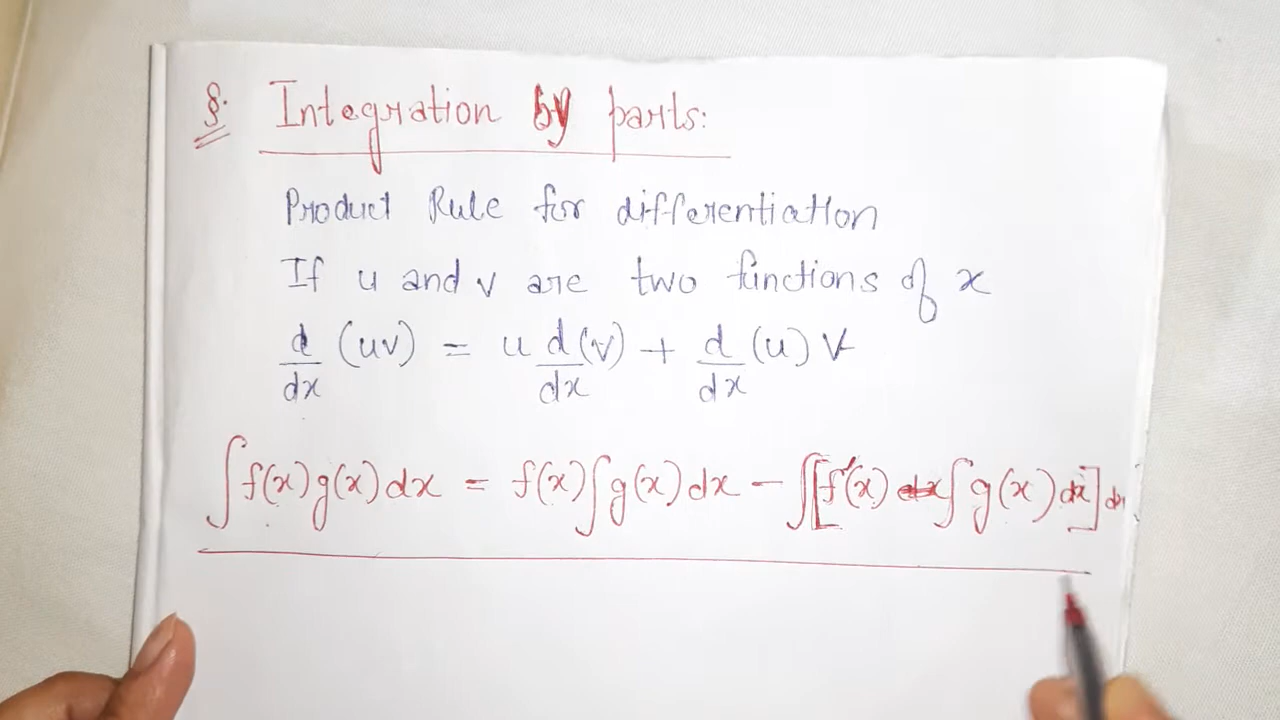 §. Integration by parts:
Product Rule for differentiation
If u and v are two functions of x
d/dx (uv) = u d/dx (v) + d/dx (u) v
∫f(x)g(x)dx = f(x)∫g(x)dx - ∫[f'(x) ∫g(x)dx]dx